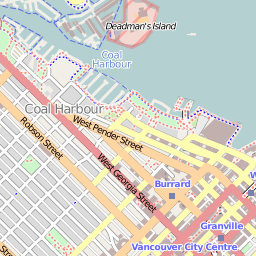 Deadman's Island
Coal
Harbour
Coal Harbour
West Pender Street
Robson Street
West Georgia Street
Burrard
Granville
Vancouver City Centre